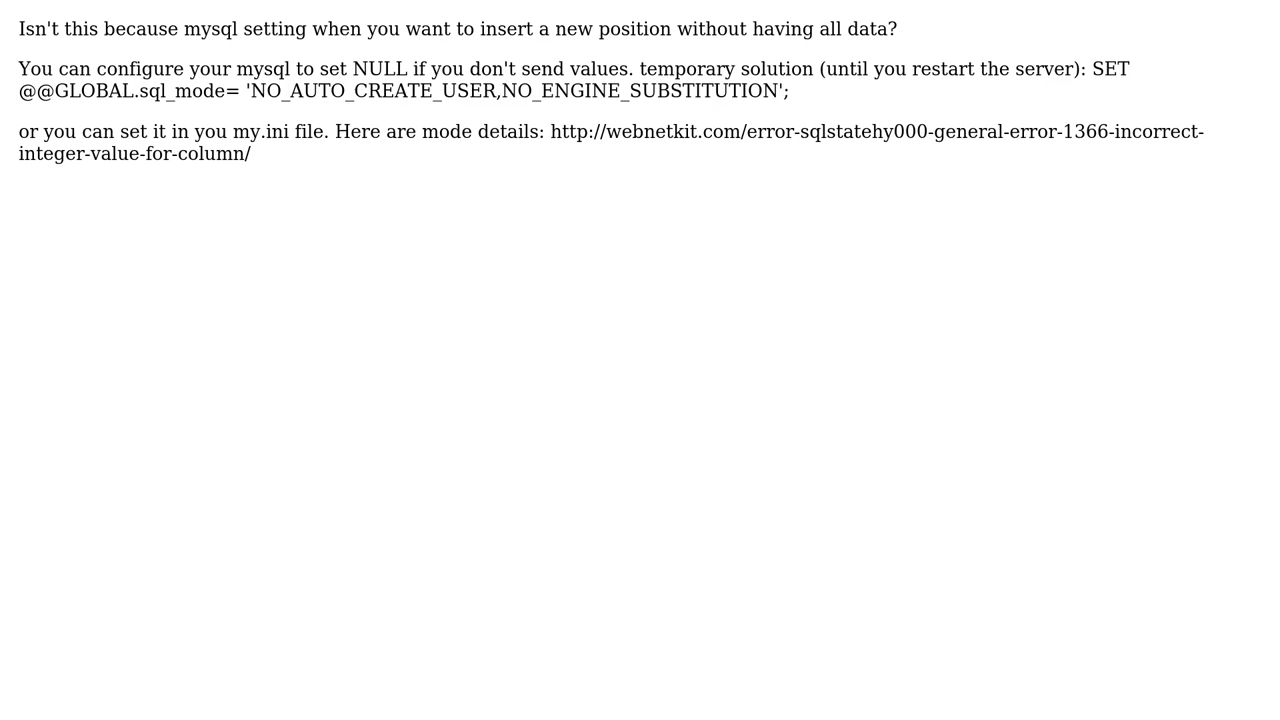 Isn't this because mysql setting when you want to insert a new position without having all data?
You can configure your mysql to set NULL if you don't send values. temporary solution (until you restart the server): SET
@@GLOBAL.sql_mode= 'NO_AUTO_CREATE_USER,NO_ENGINE_SUBSTITUTION';
or you can set it in you my.ini file. Here are mode details: http://webnetkit.com/error-sqlstatehy000-general-error-1366-incorrect-
integer-value-for-column/